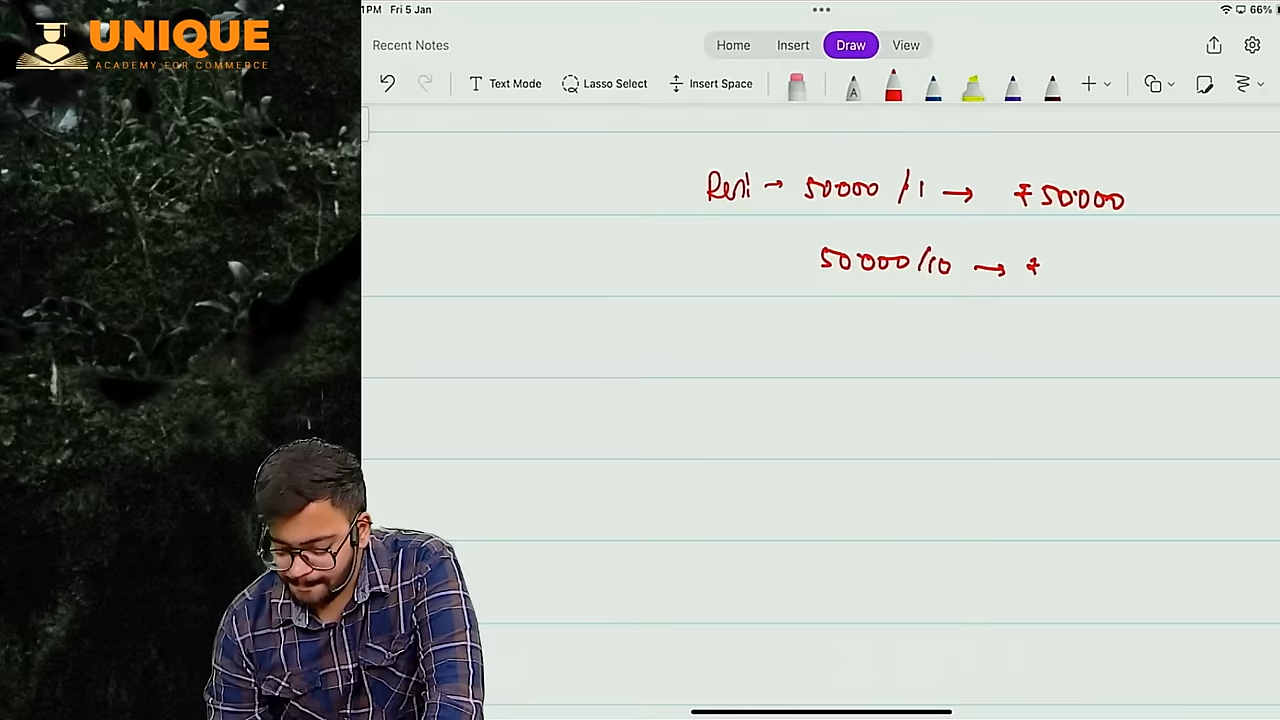 UNIQUE
ACADEMY FOR COMMERCE
1PM Fri 5 Jan
66%
Recent Notes
Home Insert Draw View
T Text Mode Lasso Select Insert Space
A
Rent → 50000 /1 → ₹50000
50000/10 → ₹